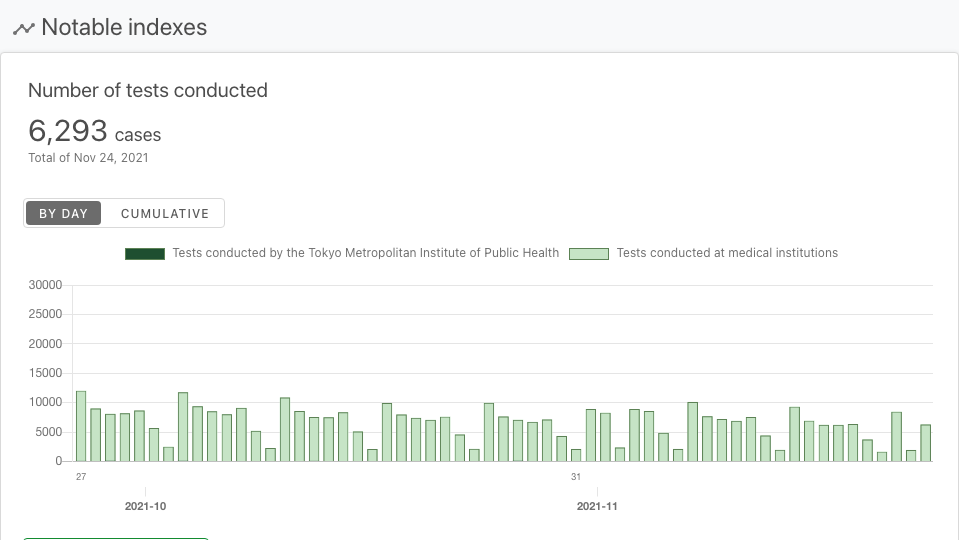 Notable indexes
Number of tests conducted
6,293 cases
Total of Nov 24, 2021
BY DAY CUMULATIVE
Tests conducted by the Tokyo Metropolitan Institute of Public Health Tests conducted at medical institutions
30000
25000
20000
15000
10000
5000
0
27 31
2021-10 2021-11